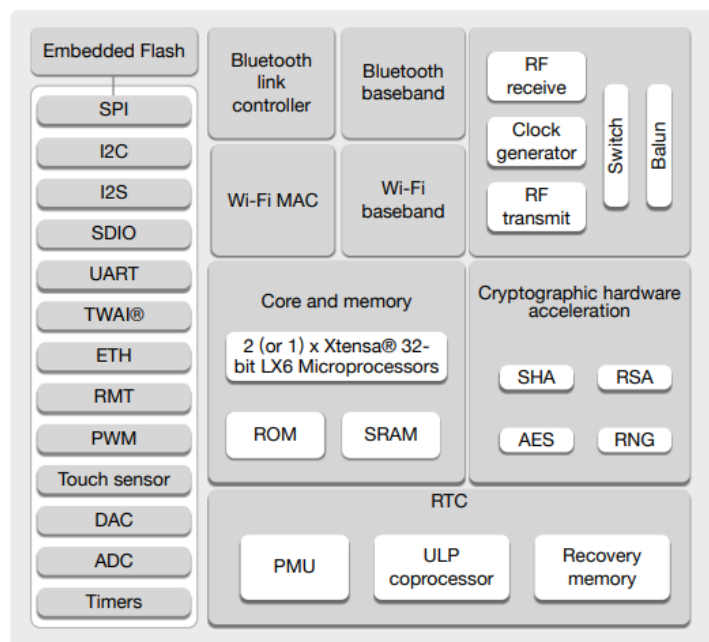 Embedded Flash
SPI
I2C
I2S
SDIO
UART
TWAI®
ETH
RMT
PWM
Touch sensor
DAC
ADC
Timers
Bluetooth
link
controller
Bluetooth
baseband
Wi-Fi MAC
Wi-Fi
baseband
RF
receive
Clock
generator
RF
transmit
Switch
Balun
Core and memory
2 (or 1) x Xtensa® 32-
bit LX6 Microprocessors
ROM
SRAM
Cryptographic hardware
acceleration
SHA
RSA
AES
RNG
RTC
PMU
ULP
coprocessor
Recovery
memory